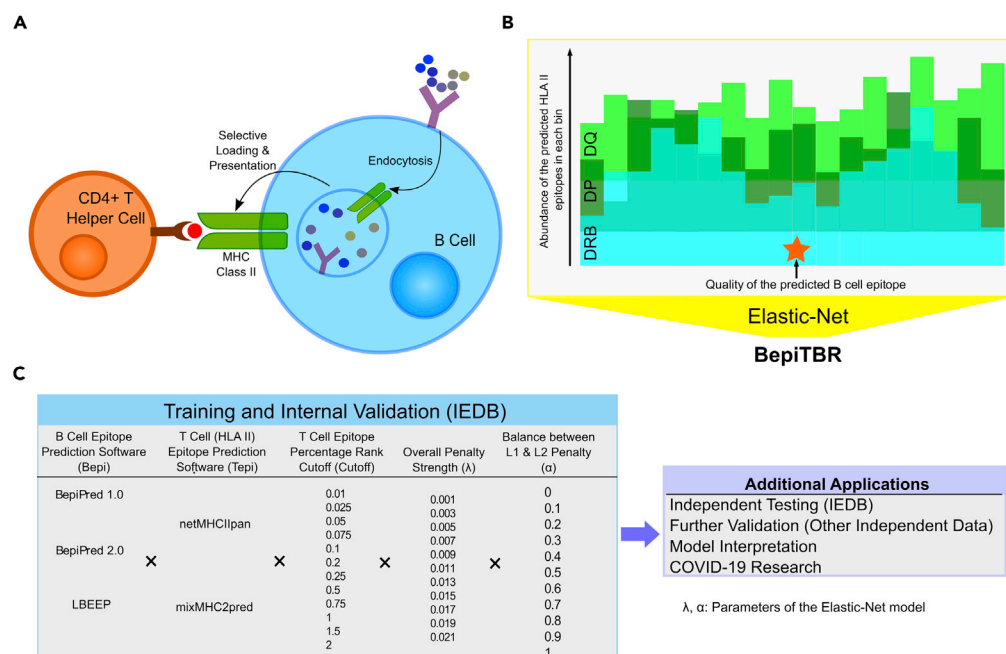 A
Selective
Loading &
Presentation
Endocytosis
CD4+ T
Helper Cell
MHC
Class II
B Cell
B
Abundance of the predicted HLA II
epitopes in each bin
DQ
DP
DRB
Quality of the predicted B cell epitope
Elastic-Net
BepiTBR
C
Training and Internal Validation (IEDB)
B Cell Epitope
Prediction Software
(Bepi)
T Cell (HLA II)
Epitope Prediction
Software (Tepi)
T Cell Epitope
Percentage Rank
Cutoff (Cutoff)
Overall Penalty
Strength (λ)
Balance between
L1 & L2 Penalty
(α)
BepiPred 1.0
BepiPred 2.0
LBEEP
×
netMHCIIpan
mixMHC2pred
×
0.01
0.025
0.05
0.075
0.1
0.2
0.25
0.5
0.75
1
1.5
2
×
0.001
0.003
0.005
0.007
0.009
0.011
0.013
0.015
0.017
0.019
0.021
×
0
0.1
0.2
0.3
0.4
0.5
0.6
0.7
0.8
0.9
1
Additional Applications
Independent Testing (IEDB)
Further Validation (Other Independent Data)
Model Interpretation
COVID-19 Research
λ, α: Parameters of the Elastic-Net model